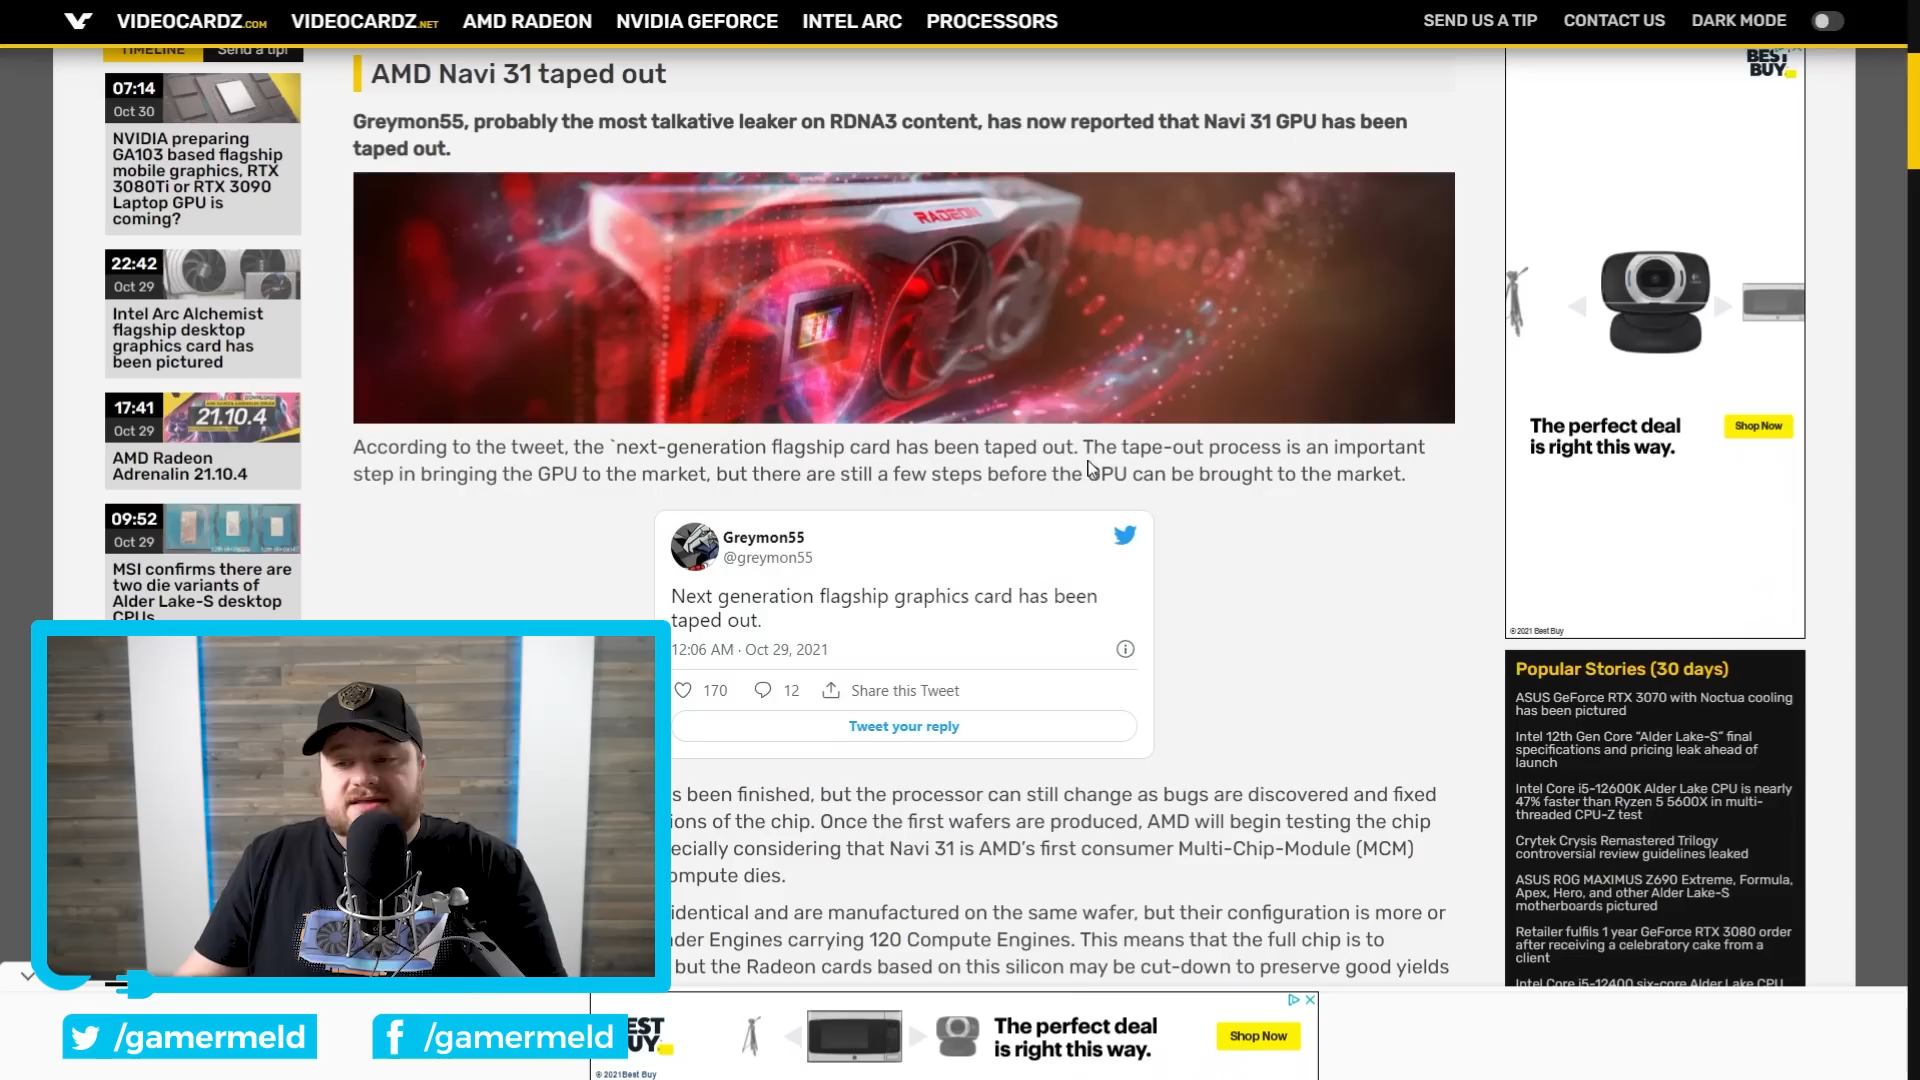 VIDEOCARDZ.COM VIDEOCARDZ.NET AMD RADEON NVIDIA GEFORCE INTEL ARC PROCESSORS SEND US A TIP CONTACT US DARK MODE
TIMELINE Send a tip!
07:14
Oct 30
NVIDIA preparing
GA103 based flagship
mobile graphics, RTX
3080Ti or RTX 3090
Laptop GPU is
coming?
22:42
Oct 29
Intel Arc Alchemist
flagship desktop
graphics card has
been pictured
17:41
Oct 29
21.10.4
AMD Radeon
Adrenalin 21.10.4
09:52
Oct 29
MSI confirms there are
two die variants of
Alder Lake-S desktop
CPUs
AMD Navi 31 taped out
Greymon55, probably the most talkative leaker on RDNA3 content, has now reported that Navi 31 GPU has been
taped out.
RADEON
According to the tweet, the `next-generation flagship card has been taped out. The tape-out process is an important
step in bringing the GPU to the market, but there are still a few steps before the GPU can be brought to the market.
Greymon55
@greymon55
Next generation flagship graphics card has been
taped out.
12:06 AM · Oct 29, 2021
170 12 Share this Tweet
Tweet your reply
s been finished, but the processor can still change as bugs are discovered and fixed
ions of the chip. Once the first wafers are produced, AMD will begin testing the chip
ecially considering that Navi 31 is AMD's first consumer Multi-Chip-Module (MCM)
mpute dies.
identical and are manufactured on the same wafer, but their configuration is more or
der Engines carrying 120 Compute Engines. This means that the full chip is to
but the Radeon cards based on this silicon may be cut-down to preserve good yields
BEST
BUY
The perfect deal
is right this way.
Shop Now
© 2021 Best Buy
Popular Stories (30 days)
ASUS GeForce RTX 3070 with Noctua cooling
has been pictured
Intel 12th Gen Core "Alder Lake-S" final
specifications and pricing leak ahead of
launch
Intel Core i5-12600K Alder Lake CPU is nearly
47% faster than Ryzen 5 5600X in multi-
threaded CPU-Z test
Crytek Crysis Remastered Trilogy
controversial review guidelines leaked
ASUS ROG MAXIMUS Z690 Extreme, Formula,
Apex, Hero, and other Alder Lake-S
motherboards pictured
Retailer fulfils 1 year GeForce RTX 3080 order
after receiving a celebratory cake from a
client
Intel Core i5-12400 six-core Alder Lake CPU
/gamermeld /gamermeld
EST
UY
The perfect deal
is right this way.
Shop Now
© 2021 Best Buy